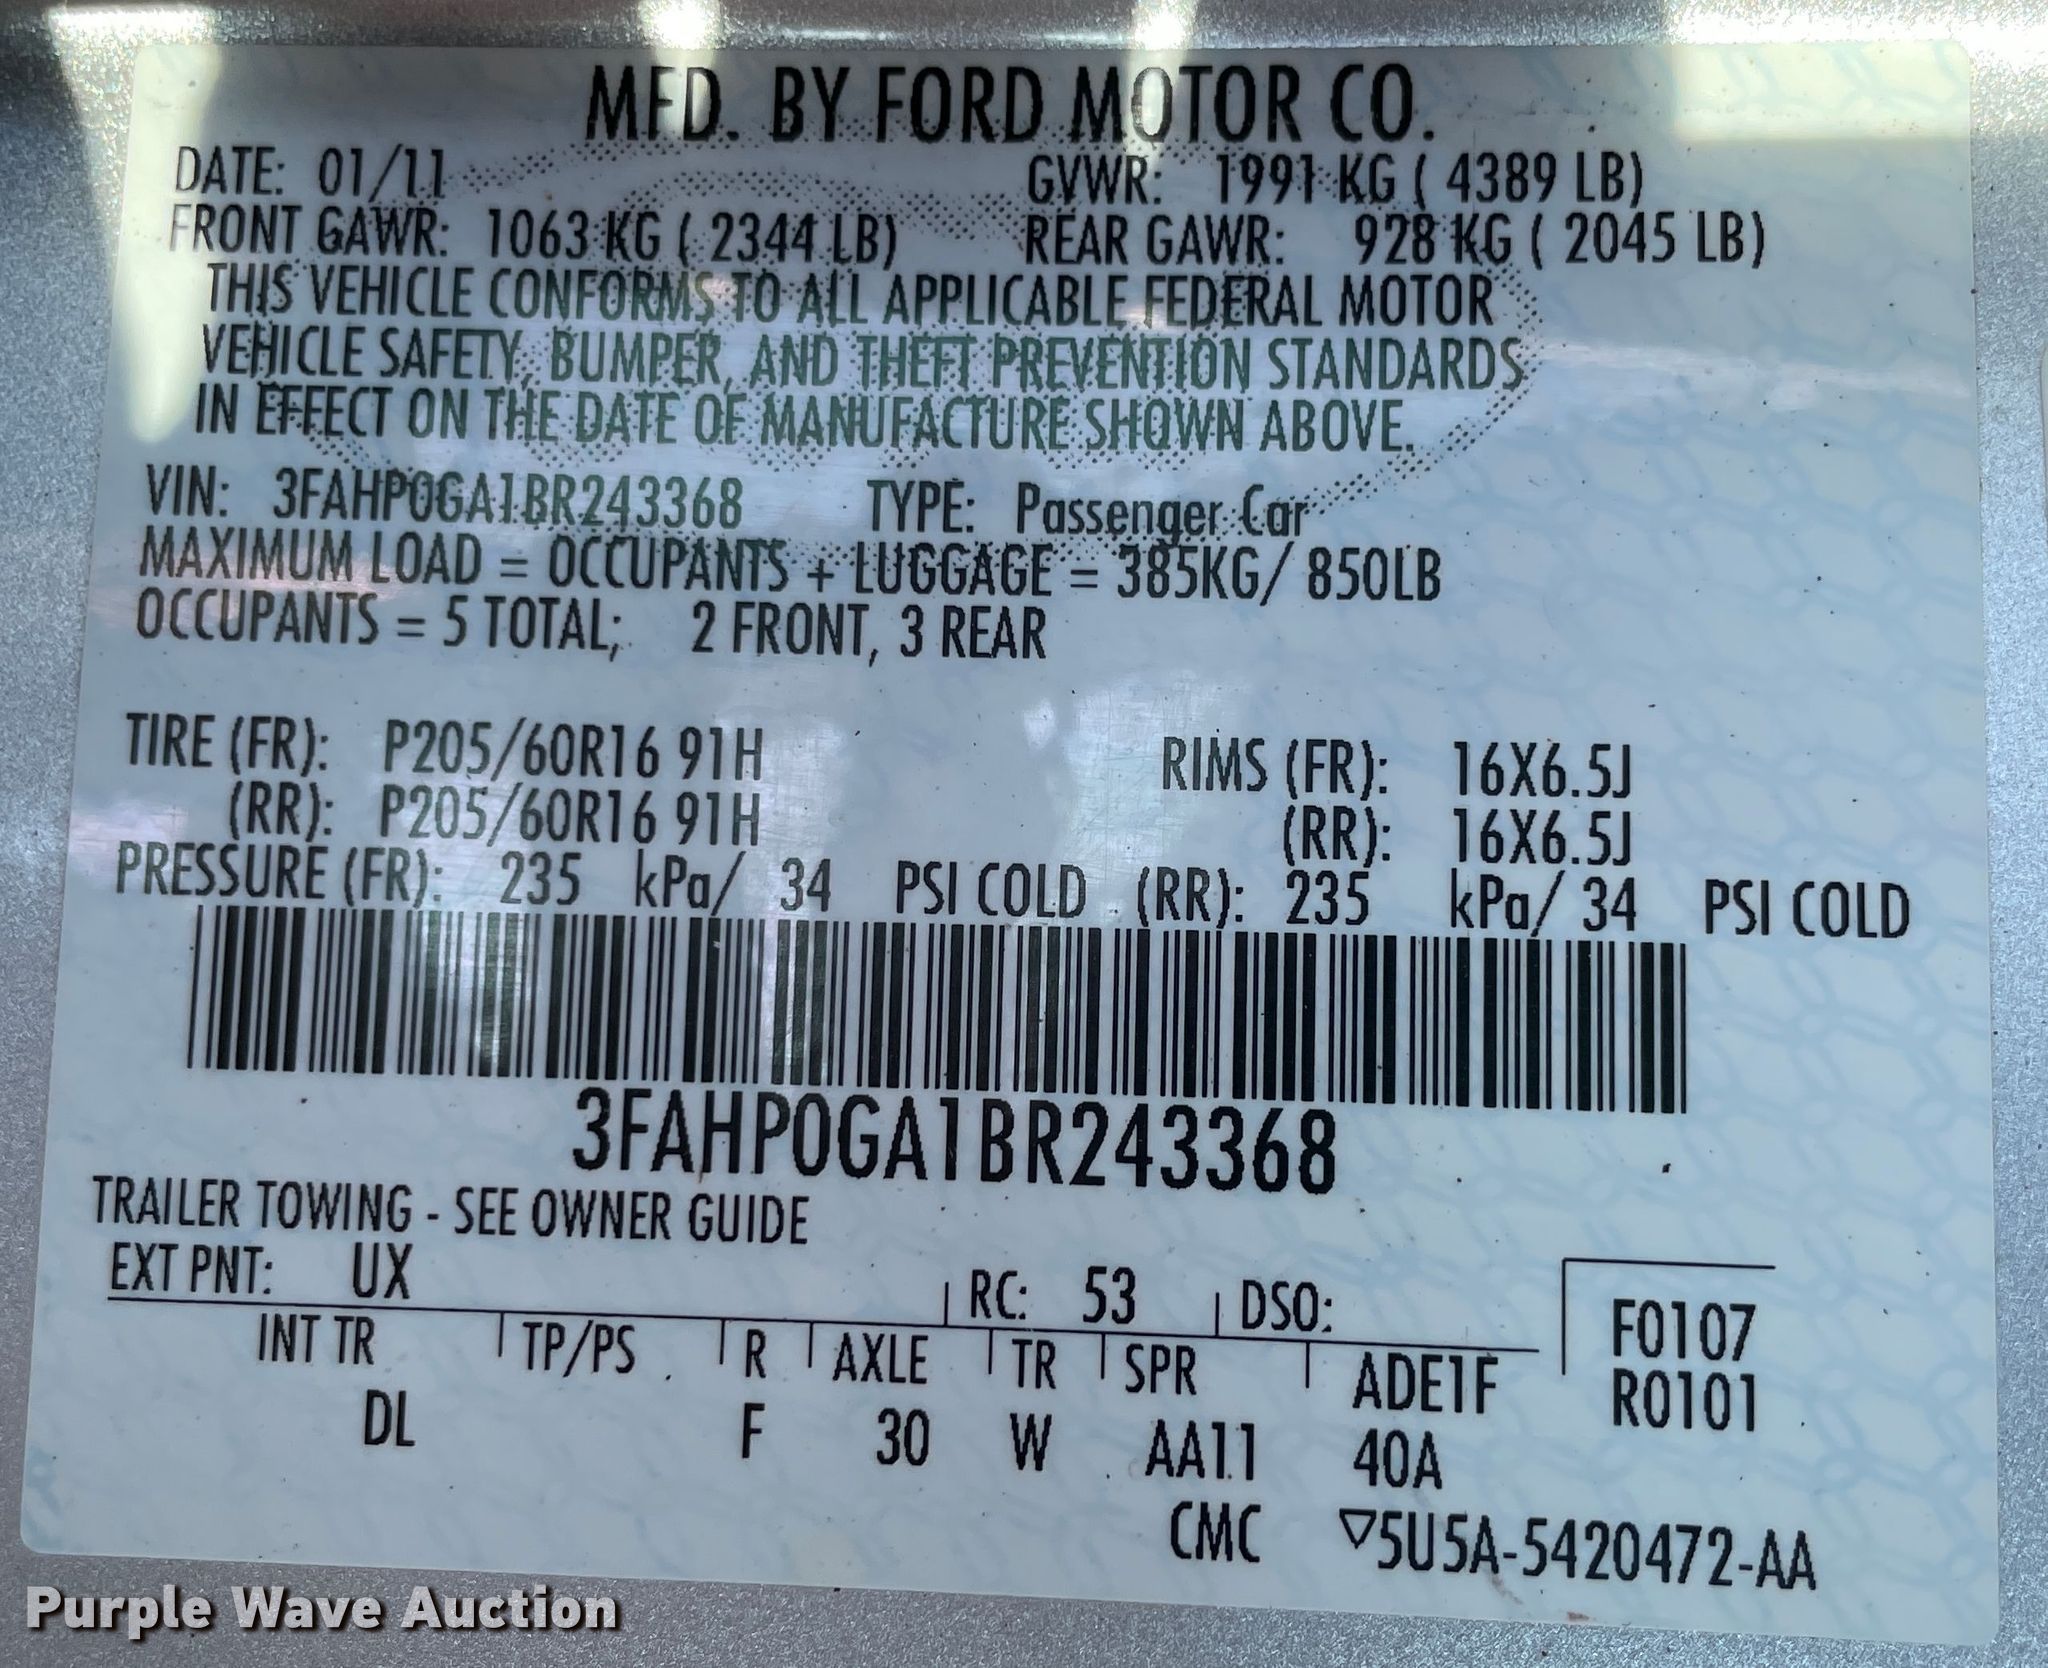 MFD. BY FORD MOTOR CO.
DATE: 01/11 GVWR: 1991 KG ( 4389 LB)
FRONT GAWR: 1063 KG ( 2344 LB) REAR GAWR: 928 KG ( 2045 LB)
THIS VEHICLE CONFORMS TO ALL APPLICABLE FEDERAL MOTOR
VEHICLE SAFETY, BUMPER, AND THEFT PREVENTION STANDARDS
IN EFFECT ON THE DATE OF MANUFACTURE SHOWN ABOVE.
VIN: 3FAHP0GA1BR243368 TYPE: Passenger Car
MAXIMUM LOAD = OCCUPANTS + LUGGAGE = 385KG/ 850LB
OCCUPANTS = 5 TOTAL; 2 FRONT, 3 REAR
TIRE (FR): P205/60R16 91H RIMS (FR): 16X6.5J
(RR): P205/60R16 91H (RR): 16X6.5J
PRESSURE (FR): 235 kPa/ 34 PSI COLD (RR): 235 kPa/ 34 PSI COLD
3FAHP0GA1BR243368
TRAILER TOWING - SEE OWNER GUIDE
EXT PNT: UX RC: 53 DSO: F0107
INT TR TP/PS R AXLE TR SPR ADE1F R0101
DL F 30 W AA11 40A
CMC ▽5U5A-5420472-AA
Purple Wave Auction